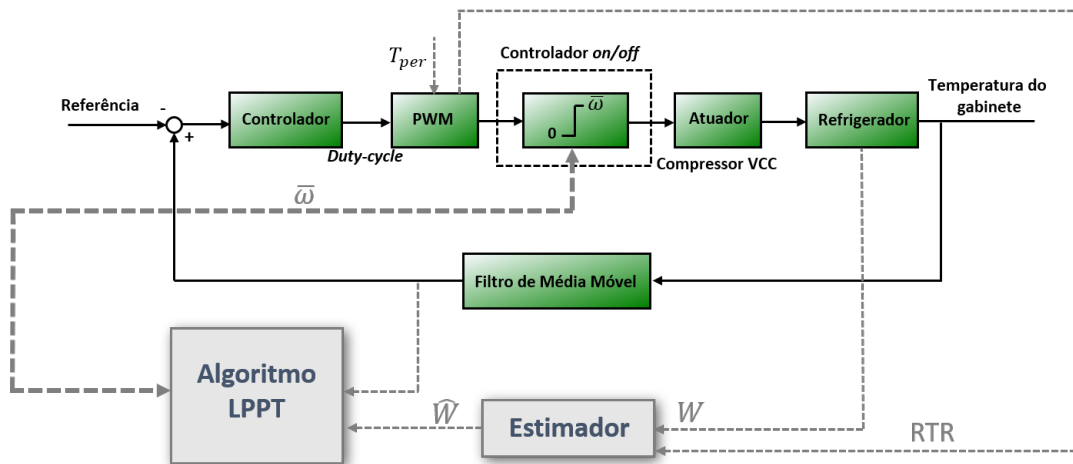 Controlador on/off
T_per
Temperatura do
gabinete
Referência
-
+
Controlador
PWM
0
ω̅
Atuador
Refrigerador
Duty-cycle
Compressor VCC
ω̅
Filtro de Média Móvel
Algoritmo
LPPT
Ŵ
Estimador
W
RTR